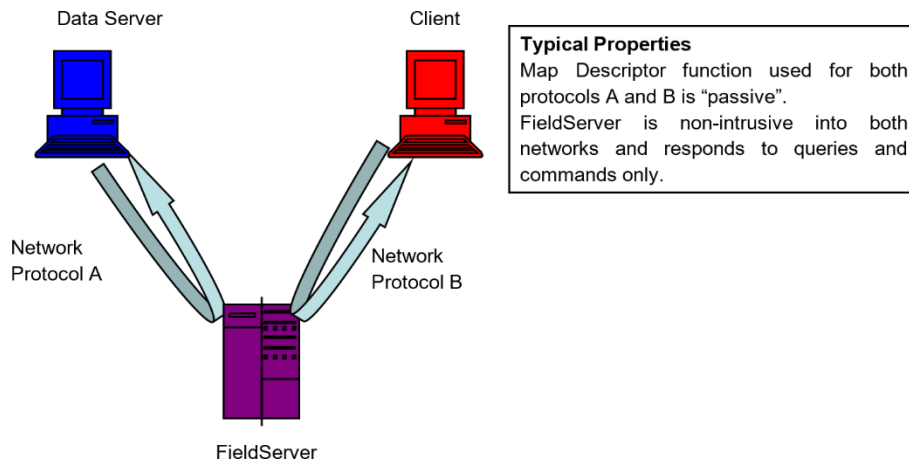 Data Server
Client
Typical Properties
Map Descriptor function used for both
protocols A and B is “passive”.
FieldServer is non-intrusive into both
networks and responds to queries and
commands only.
Network
Protocol A
Network
Protocol B
FieldServer